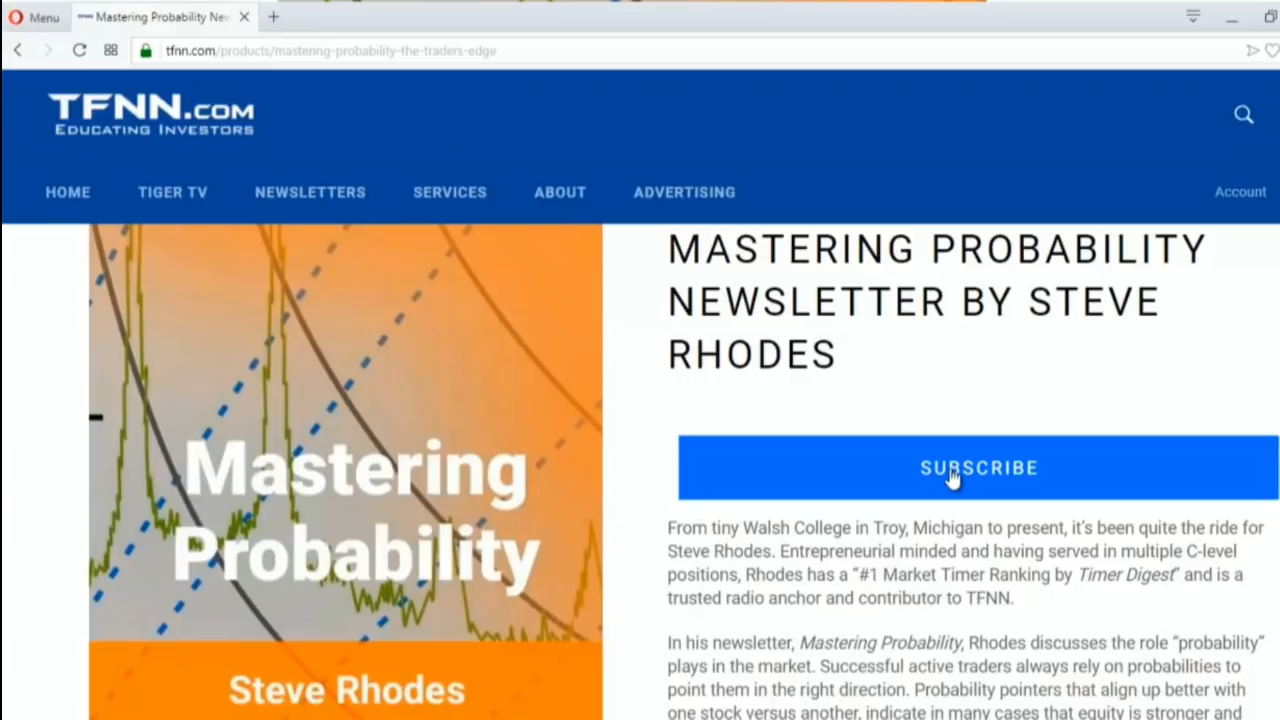 Menu
Mastering Probability New
tfnn.com/products/mastering-probability-the-traders-edge
TFNN.COM
EDUCATING INVESTORS
HOME TIGER TV NEWSLETTERS SERVICES ABOUT ADVERTISING Account
Mastering
Probability
Steve Rhodes
MASTERING PROBABILITY
NEWSLETTER BY STEVE
RHODES
SUBSCRIBE
From tiny Walsh College in Troy, Michigan to present, it's been quite the ride for
Steve Rhodes. Entrepreneurial minded and having served in multiple C-level
positions, Rhodes has a "#1 Market Timer Ranking by Timer Digest" and is a
trusted radio anchor and contributor to TFNN.
In his newsletter, Mastering Probability, Rhodes discusses the role "probability"
plays in the market. Successful active traders always rely on probabilities to
point them in the right direction. Probability pointers that align up better with
one stock versus another, indicate in many cases that equity is stronger and